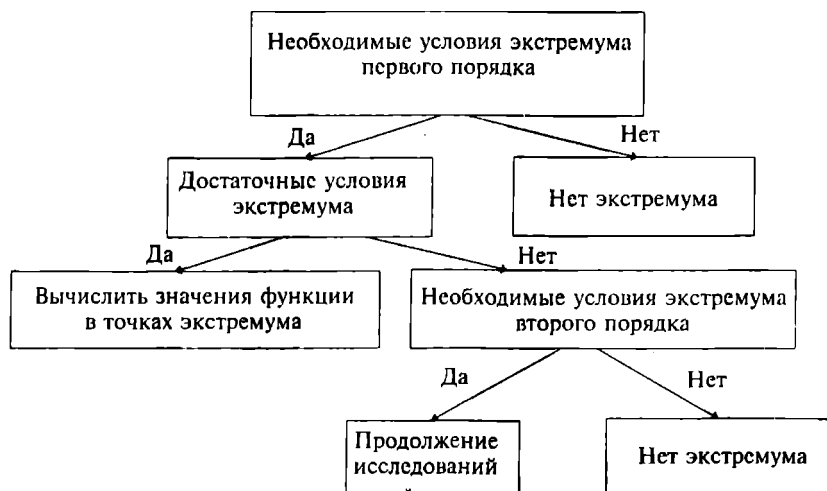 Необходимые условия экстремума
первого порядка
Да
Нет
Достаточные условия
экстремума
Нет экстремума
Да
Нет
Вычислить значения функции
в точках экстремума
Необходимые условия экстремума
второго порядка
Да
Нет
Продолжение
исследований
Нет экстремума